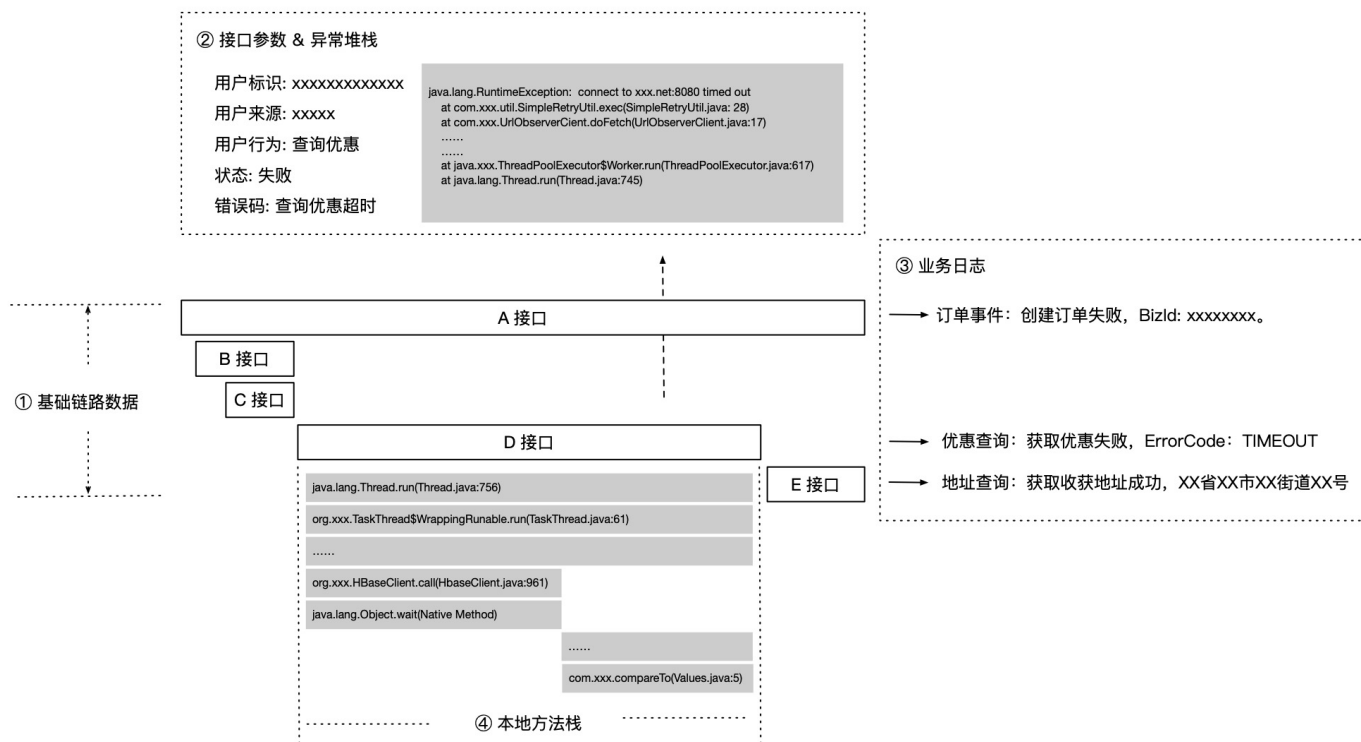 ② 接口参数 & 异常堆栈
用户标识: xxxxxxxxxxxxx
用户来源: xxxxx
用户行为: 查询优惠
状态: 失败
错误码: 查询优惠超时
java.lang.RuntimeException:  connect to xxx.net:8080 timed out
at com.xxx.util.SimpleRetryUtil.exec(SimpleRetryUtil.java: 28)
at com.xxx.UrlObserverCient.doFetch(UrlObserverClient.java:17)
......
......
at java.xxx.ThreadPoolExecutor$Worker.run(ThreadPoolExecutor.java:617)
at java.lang.Thread.run(Thread.java:745)
③ 业务日志
订单事件：创建订单失败，BizId: xxxxxxxx。
优惠查询：获取优惠失败，ErrorCode：TIMEOUT
地址查询：获取收获地址成功，XX省XX市XX街道XX号
① 基础链路数据
A 接口
B 接口
C 接口
D 接口
E 接口
java.lang.Thread.run(Thread.java:756)
org.xxx.TaskThread$WrappingRunable.run(TaskThread.java:61)
......
org.xxx.HBaseClient.call(HbaseClient.java:961)
java.lang.Object.wait(Native Method)
......
com.xxx.compareTo(Values.java:5)
④ 本地方法栈